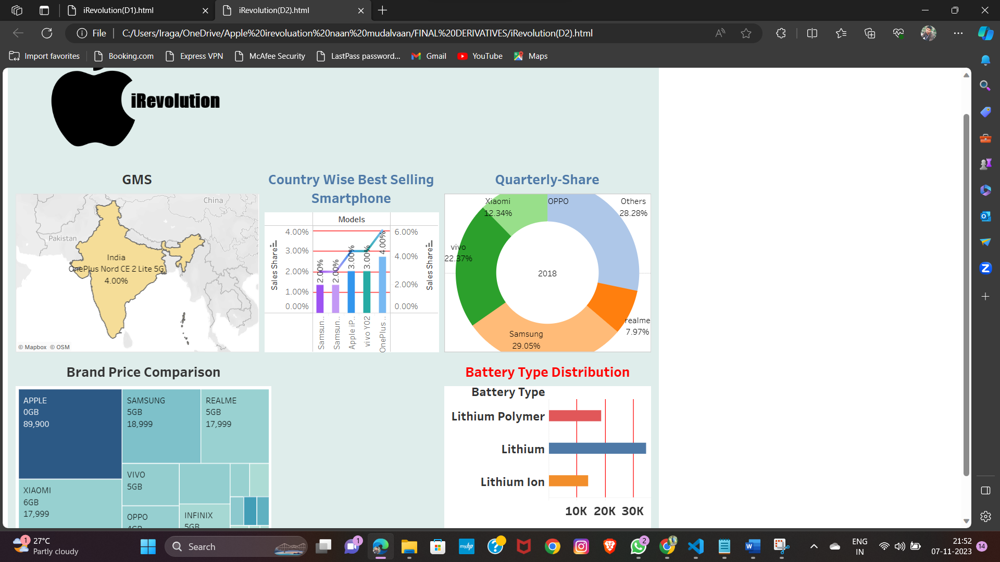 iRevolution(D1).html
iRevolution(D2).html
File
C:/Users/Iraga/OneDrive/Apple%20irevoluation%20naan%20mudalvaan/FINAL%20DERIVATIVES/iRevolution(D2).html
Import favorites
Booking.com
Express VPN
McAfee Security
LastPass password...
Gmail
YouTube
Maps
iRevolution
GMS
China
Pakistan
India
OnePlus Nord CE 2 Lite 5G
4.00%
© Mapbox © OSM
Country Wise Best Selling
Smartphone
Models
4.00%
3.00%
2.00%
1.00%
0.00%
Sales Share
2.00%
2.00%
3.00%
3.00%
4.00%
6.00%
4.00%
2.00%
0.00%
Sales Share
Samsun..
Samsun..
Apple iP..
vivo Y02
OnePlus ..
Quarterly-Share
Xiaomi
12.34%
OPPO
Others
28.28%
vivo
22.37%
2018
realme
7.97%
Samsung
29.05%
Brand Price Comparison
APPLE
0GB
89,900
SAMSUNG
5GB
18,999
REALME
5GB
17,999
XIAOMI
6GB
17,999
VIVO
5GB
OPPO
4GB
INFINIX
5GB
Battery Type Distribution
Battery Type
Lithium Polymer
Lithium
Lithium Ion
10K 20K 30K
1
27°C
Partly cloudy
Search
1
myhp
2
ENG
IN
21:52
07-11-2023
14